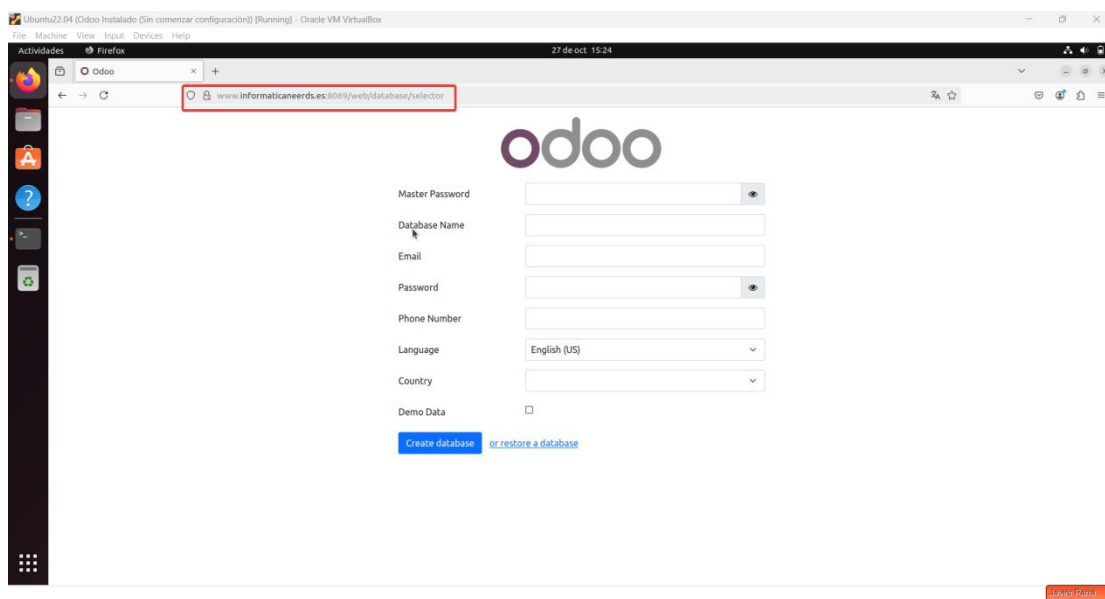 Ubuntu22.04 (Odoo Instalado (Sin comenzar configuración)) [Running] - Oracle VM VirtualBox
File Machine View Input Devices Help
Actividades Firefox 27 de oct 15:24
Odoo
www.informaticaneerds.es:8069/web/database/selector
odoo
Master Password
Database Name
Email
Password
Phone Number
Language English (US)
Country
Demo Data
Create database or restore a database
Javier Parra